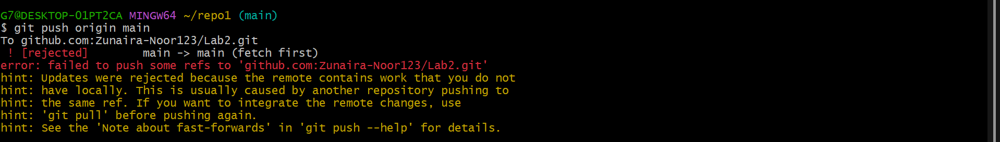 G7@DESKTOP-01PT2CA MINGW64 ~/repo1 (main)
$ git push origin main
To github.com:Zunaira-Noor123/Lab2.git
 ! [rejected]        main -> main (fetch first)
error: failed to push some refs to 'github.com:Zunaira-Noor123/Lab2.git'
hint: Updates were rejected because the remote contains work that you do not
hint: have locally. This is usually caused by another repository pushing to
hint: the same ref. If you want to integrate the remote changes, use
hint: 'git pull' before pushing again.
hint: See the 'Note about fast-forwards' in 'git push --help' for details.